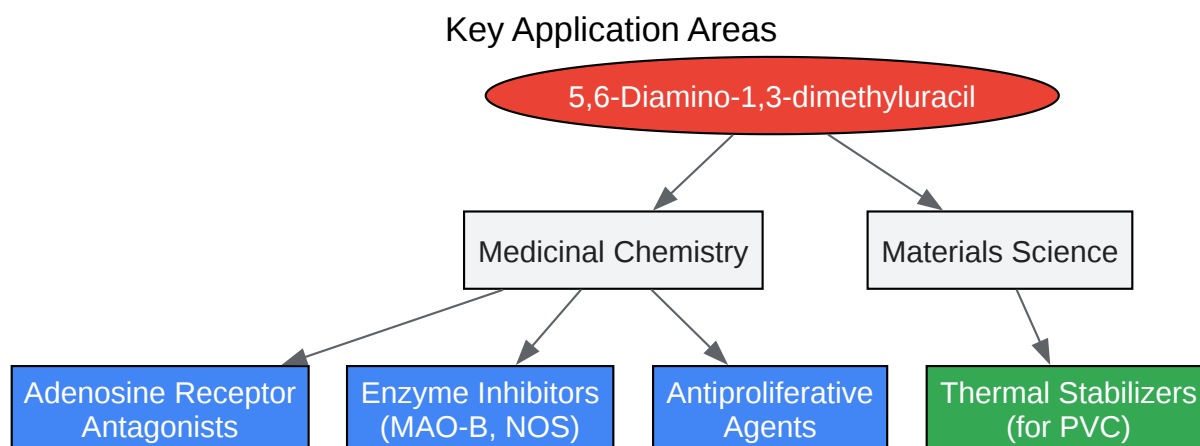 Key Application Areas
5,6-Diamino-1,3-dimethyluracil
Medicinal Chemistry
Materials Science
Adenosine Receptor
Antagonists
Enzyme Inhibitors
(MAO-B, NOS)
Antiproliferative
Agents
Thermal Stabilizers
(for PVC)